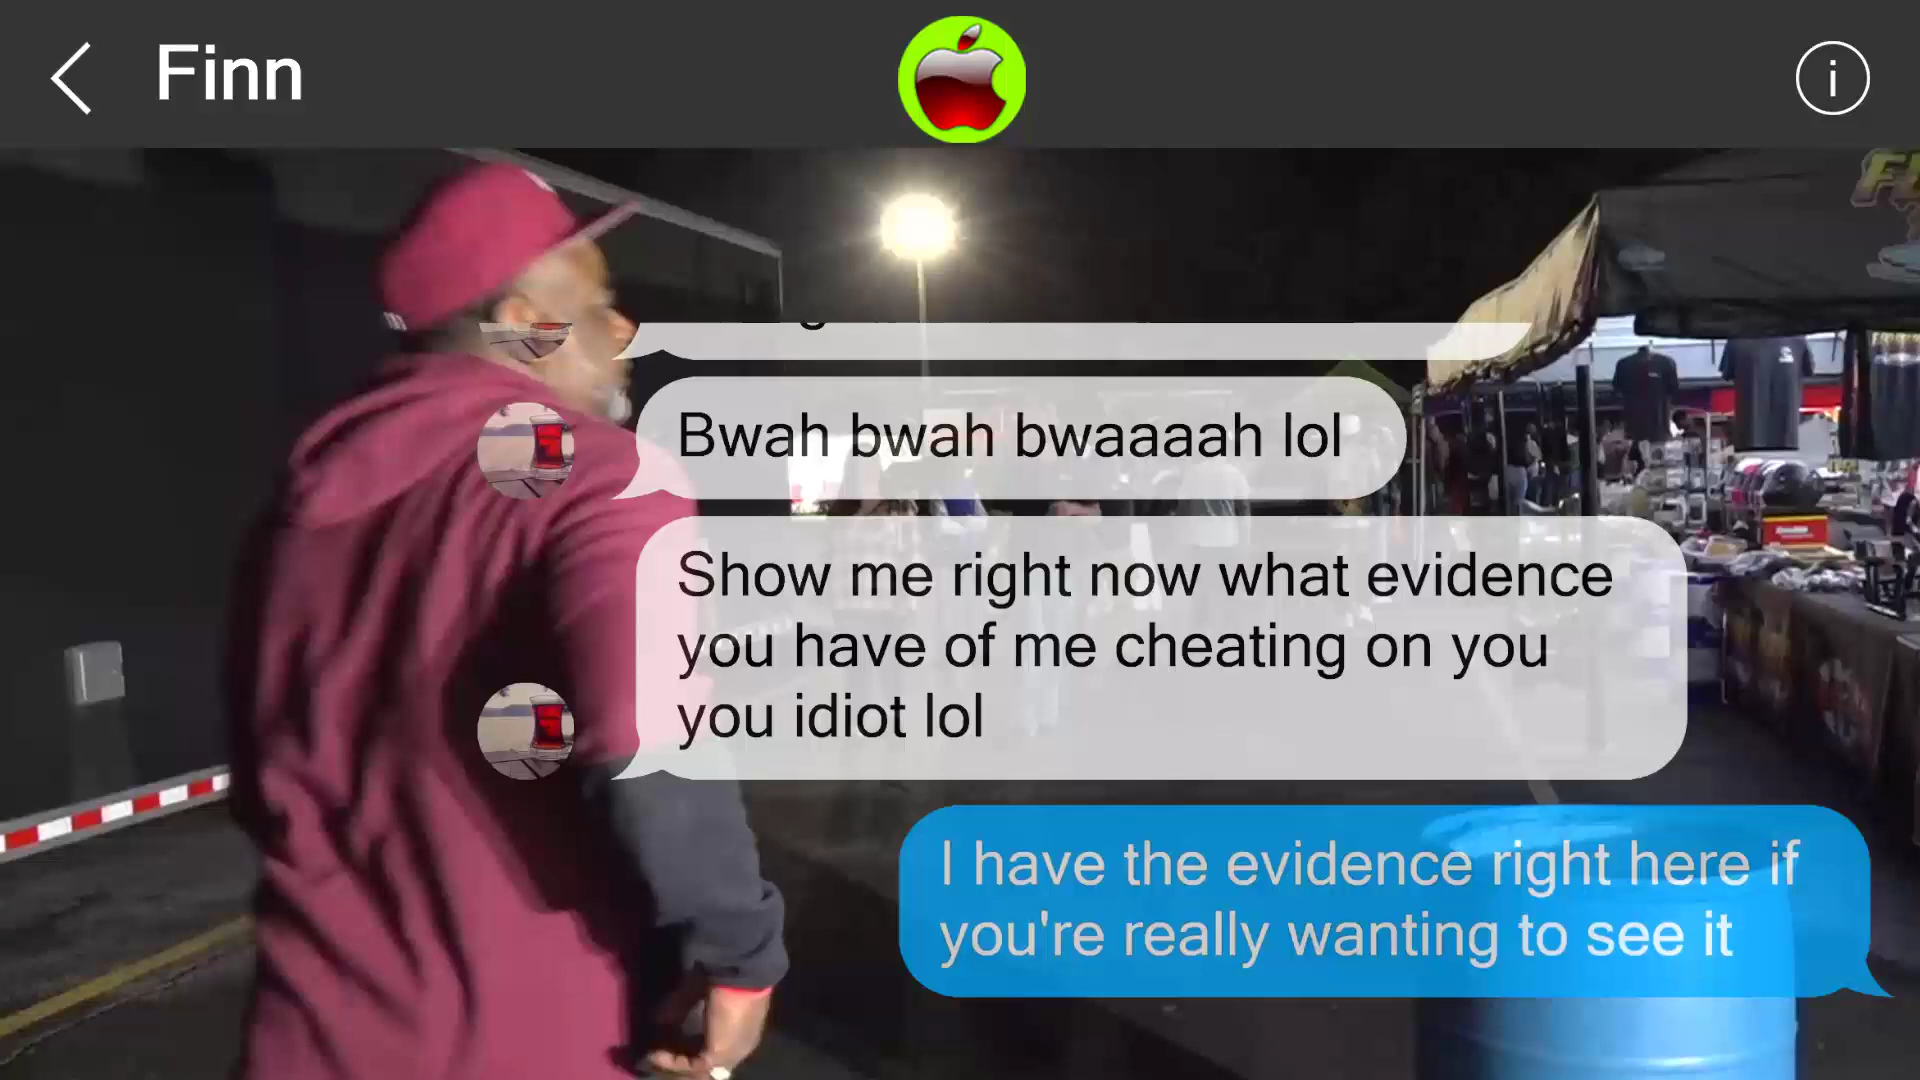 Finn
Bwah bwah bwaaaah lol
Show me right now what evidence
you have of me cheating on you
you idiot lol
I have the evidence right here if
you're really wanting to see it